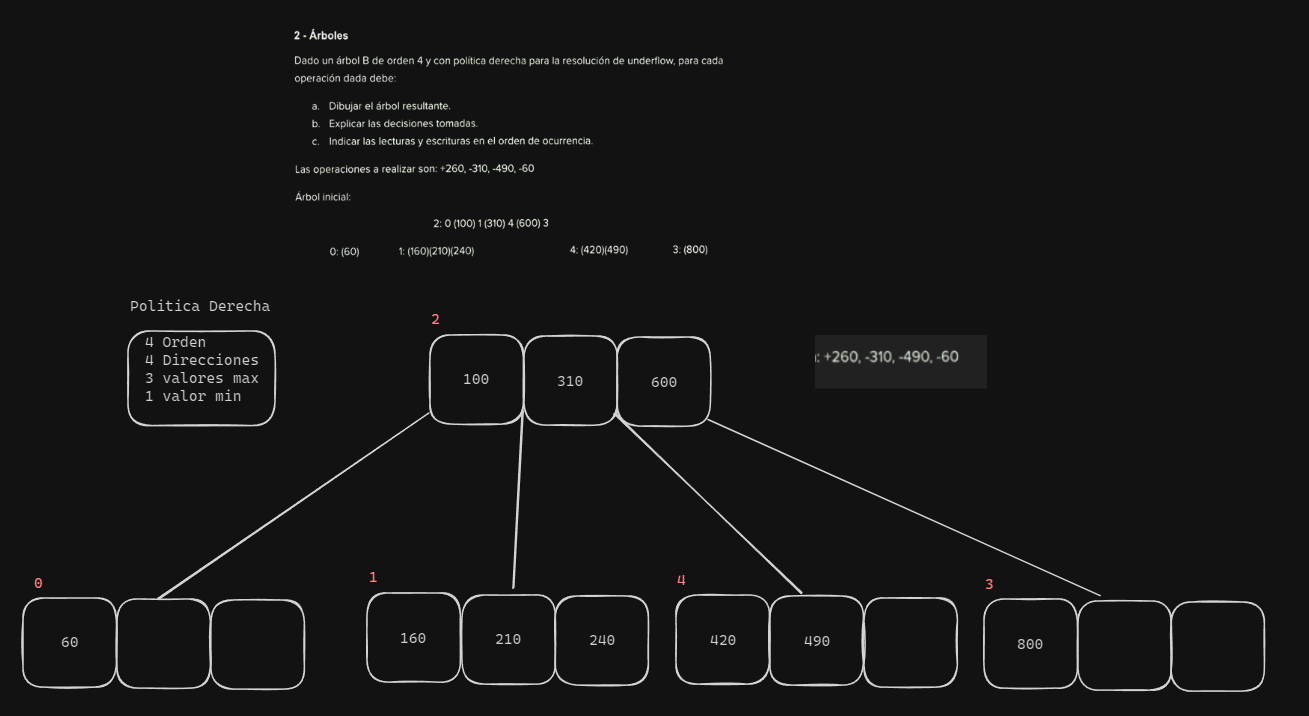 2 - Árboles
Dado un árbol B de orden 4 y con política derecha para la resolución de underflow, para cada
operación dada debe:
a. Dibujar el árbol resultante.
b. Explicar las decisiones tomadas.
c. Indicar las lecturas y escrituras en el orden de ocurrencia.
Las operaciones a realizar son: +260, -310, -490, -60
Árbol inicial:
2: 0 (100) 1 (310) 4 (600) 3
0: (60) 1: (160)(210)(240) 4: (420)(490) 3: (800)
Politica Derecha
4 Orden
4 Direcciones
3 valores max
1 valor min
2
100 310 600
: +260, -310, -490, -60
0 1 4 3
60 160 210 240 420 490 800